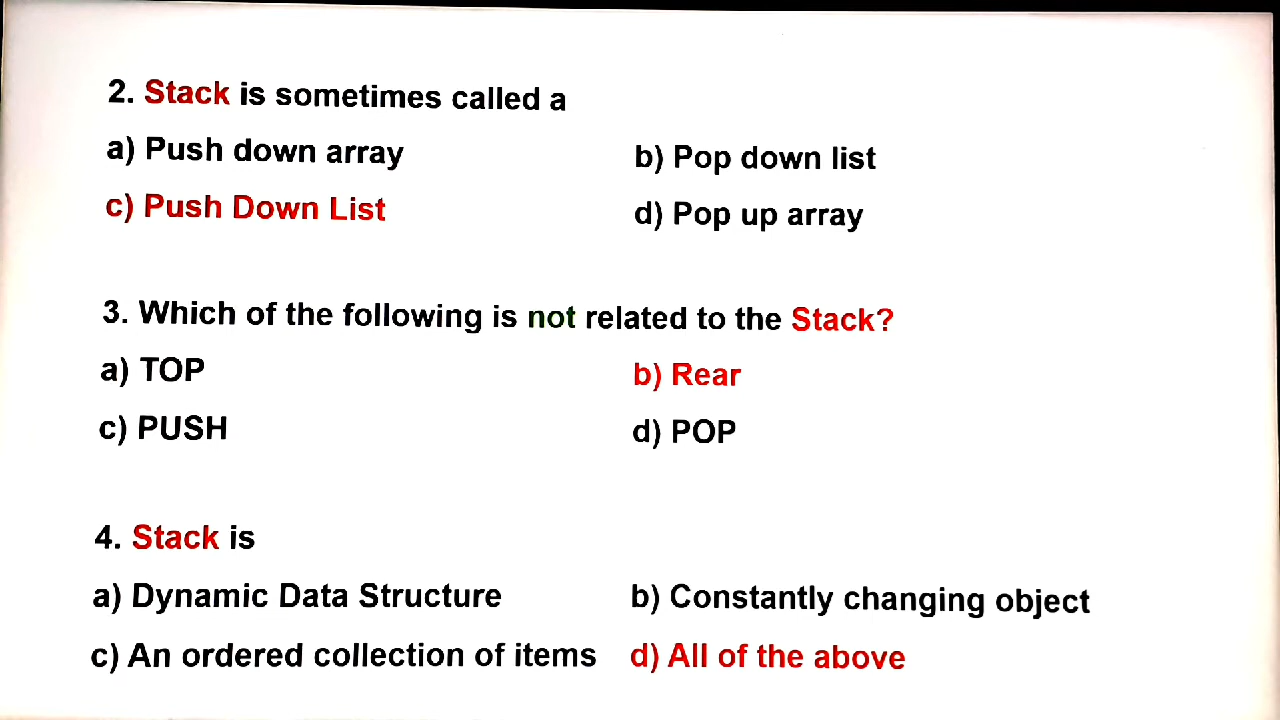 2. Stack is sometimes called a
a) Push down array b) Pop down list
c) Push Down List d) Pop up array
3. Which of the following is not related to the Stack?
a) TOP b) Rear
c) PUSH d) POP
4. Stack is
a) Dynamic Data Structure b) Constantly changing object
c) An ordered collection of items d) All of the above